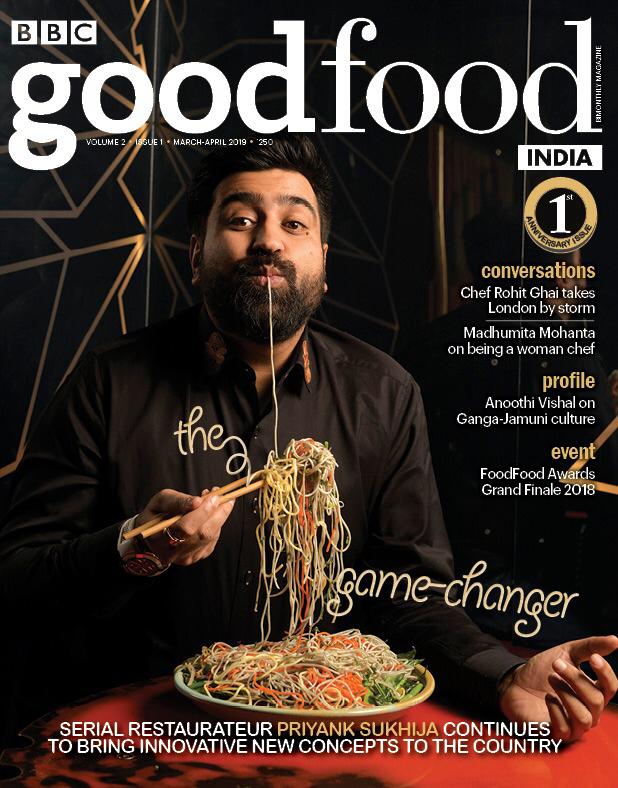 BBC
goodfood
BIMONTHLY MAGAZINE
VOLUME 2 • ISSUE 1 • MARCH-APRIL 2019 • 250
INDIA
1st
ANNIVERSARY ISSUE
conversations
Chef Rohit Ghai takes
London by storm
Madhumita Mohanta
on being a woman chef
profile
Anoothi Vishal on
Ganga-Jamuni culture
event
FoodFood Awards
Grand Finale 2018
the
game-changer
SERIAL RESTAURATEUR PRIYANK SUKHIJA CONTINUES
TO BRING INNOVATIVE NEW CONCEPTS TO THE COUNTRY